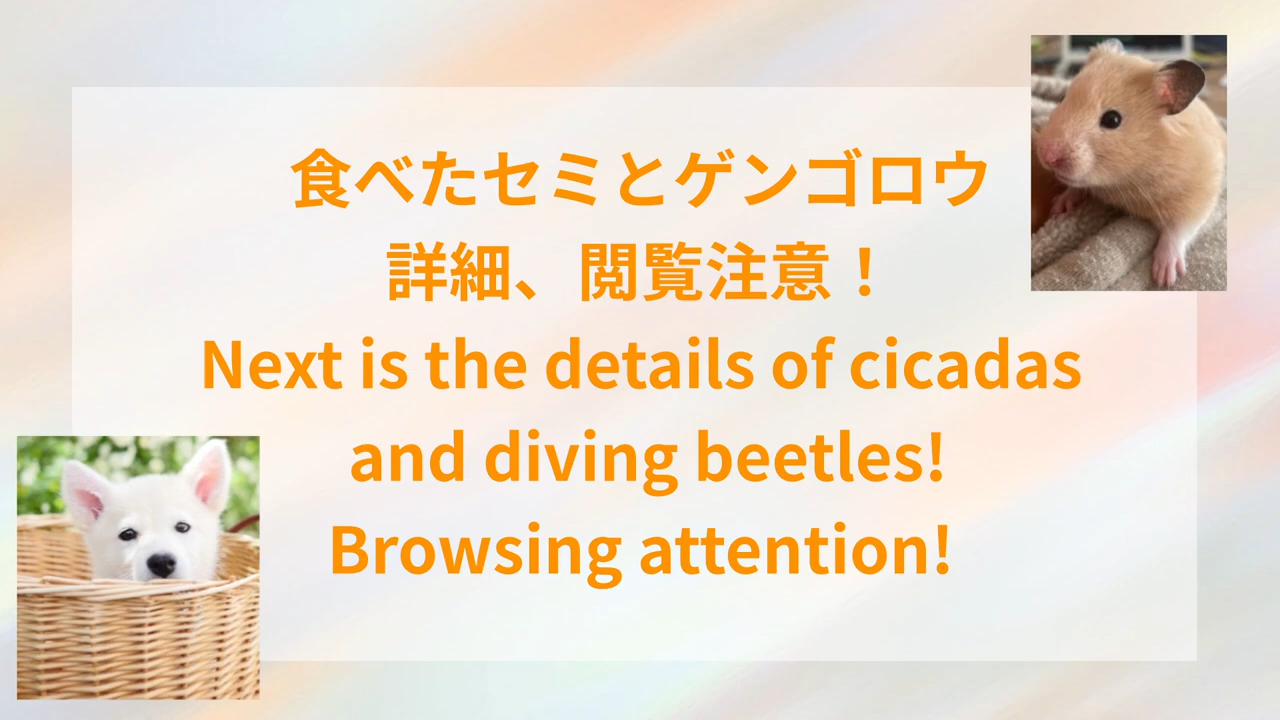 食べたセミとゲンゴロウ
詳細、閲覧注意！
Next is the details of cicadas
and diving beetles!
Browsing attention!